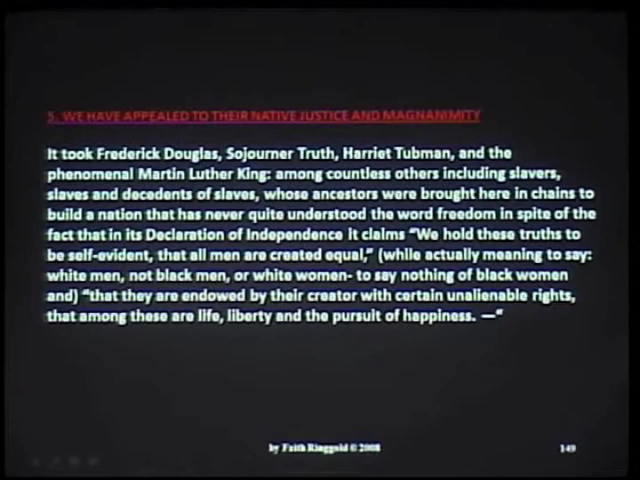 5. WE HAVE APPEALED TO THEIR NATIVE JUSTICE AND MAGNANIMITY
It took Frederick Douglas, Sojourner Truth, Harriet Tubman, and the
phenomenal Martin Luther King: among countless others including slavers,
slaves and decedents of slaves, whose ancestors were brought here in chains to
build a nation that has never quite understood the word freedom in spite of the
fact that in its Declaration of Independence it claims “We hold these truths to
be self-evident, that all men are created equal,” (while actually meaning to say:
white men, not black men, or white women- to say nothing of black women
and) “that they are endowed by their creator with certain unalienable rights,
that among these are life, liberty and the pursuit of happiness. —“
by Faith Ringgold © 2008
149